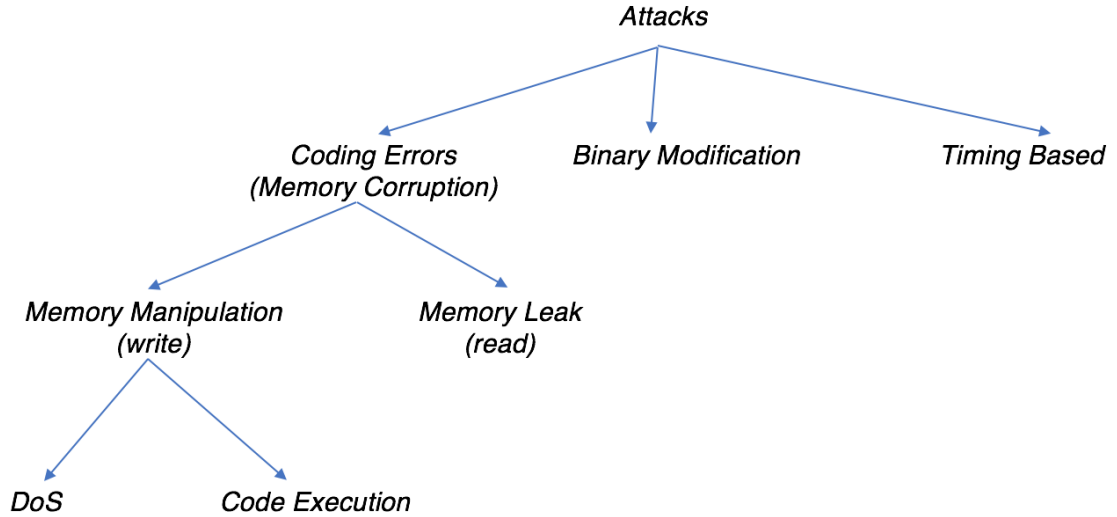 Attacks
Coding Errors
(Memory Corruption)
Binary Modification
Timing Based
Memory Manipulation
(write)
Memory Leak
(read)
DoS
Code Execution